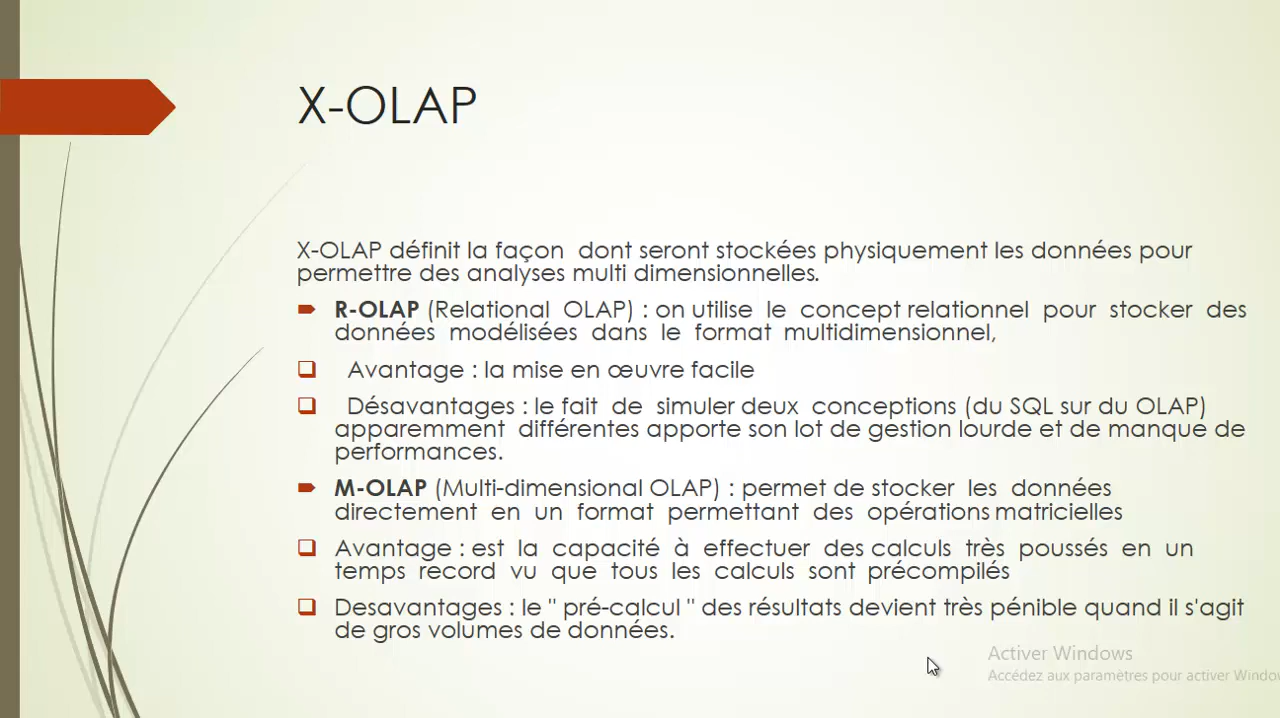 X-OLAP
X-OLAP définit la façon dont seront stockées physiquement les données pour
permettre des analyses multi dimensionnelles.
R-OLAP (Relational OLAP) : on utilise le concept relationnel pour stocker des
données modélisées dans le format multidimensionnel,
Avantage : la mise en œuvre facile
Désavantages : le fait de simuler deux conceptions (du SQL sur du OLAP)
apparemment différentes apporte son lot de gestion lourde et de manque de
performances.
M-OLAP (Multi-dimensional OLAP) : permet de stocker les données
directement en un format permettant des opérations matricielles
Avantage : est la capacité à effectuer des calculs très poussés en un
temps record vu que tous les calculs sont précompilés
Desavantages : le " pré-calcul " des résultats devient très pénible quand il s'agit
de gros volumes de données.
Activer Windows
Accédez aux paramètres pour activer Windo